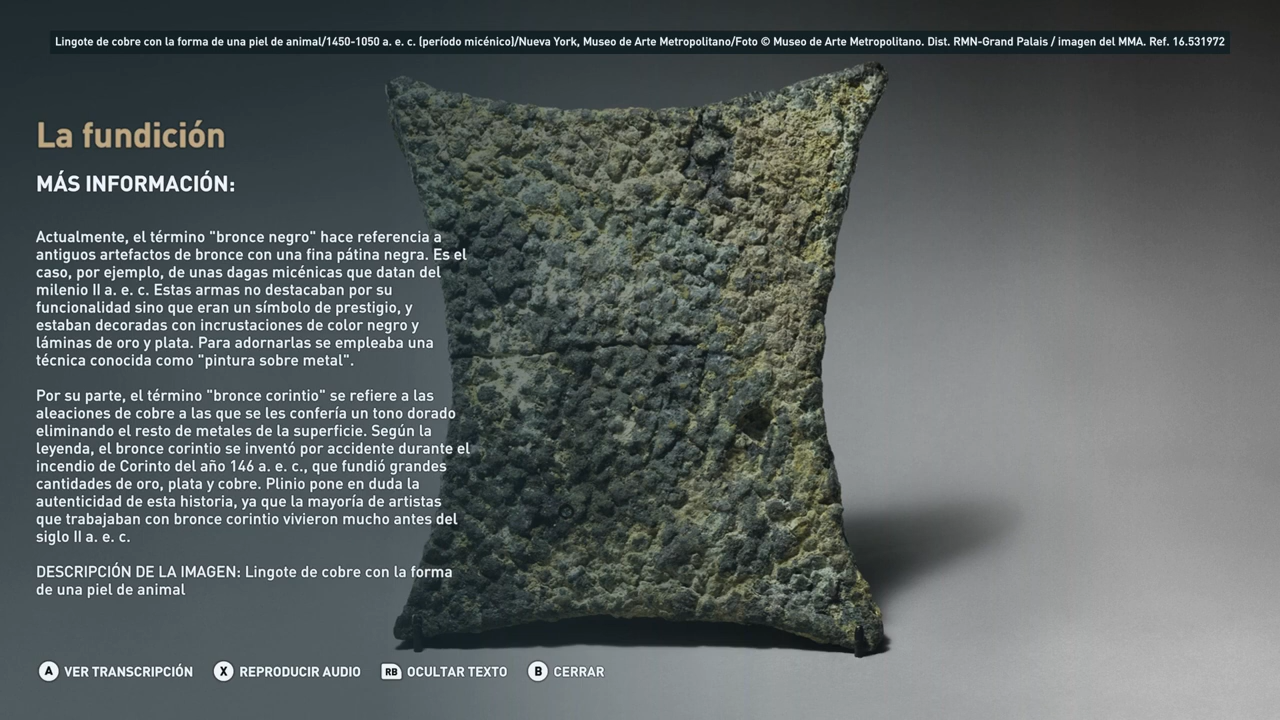 Lingote de cobre con la forma de una piel de animal/1450-1050 a. e. c. (período micénico)/Nueva York, Museo de Arte Metropolitano/Foto © Museo de Arte Metropolitano. Dist. RMN-Grand Palais / imagen del MMA. Ref. 16.531972
La fundición
MÁS INFORMACIÓN:
Actualmente, el término "bronce negro" hace referencia a
antiguos artefactos de bronce con una fina pátina negra. Es el
caso, por ejemplo, de unas dagas micénicas que datan del
milenio II a. e. c. Estas armas no destacaban por su
funcionalidad sino que eran un símbolo de prestigio, y
estaban decoradas con incrustaciones de color negro y
láminas de oro y plata. Para adornarlas se empleaba una
técnica conocida como "pintura sobre metal".
Por su parte, el término "bronce corintio" se refiere a las
aleaciones de cobre a las que se les confería un tono dorado
eliminando el resto de metales de la superficie. Según la
leyenda, el bronce corintio se inventó por accidente durante el
incendio de Corinto del año 146 a. e. c., que fundió grandes
cantidades de oro, plata y cobre. Plinio pone en duda la
autenticidad de esta historia, ya que la mayoría de artistas
que trabajaban con bronce corintio vivieron mucho antes del
siglo II a. e. c.
DESCRIPCIÓN DE LA IMAGEN: Lingote de cobre con la forma
de una piel de animal
A VER TRANSCRIPCIÓN X REPRODUCIR AUDIO RB OCULTAR TEXTO B CERRAR